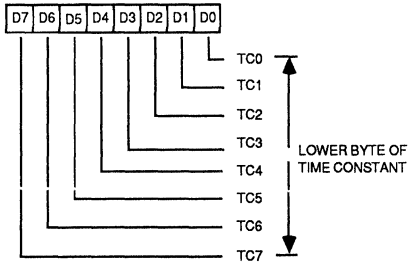 D7 D6 D5 D4 D3 D2 D1 D0
TC0
TC1
TC2
TC3
LOWER BYTE OF
TIME CONSTANT
TC4
TC5
TC6
TC7